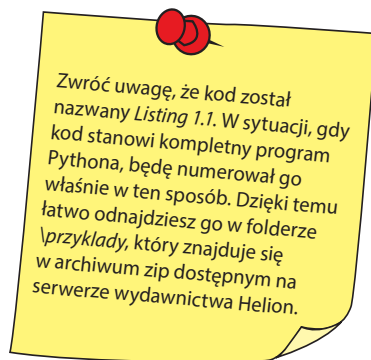 Zwróć uwagę, że kod został
nazwany Listing 1.1. W sytuacji, gdy
kod stanowi kompletny program
Pythona, będę numerował go
właśnie w ten sposób. Dzięki temu
łatwo odnajdziesz go w folderze
\przyklady, który znajduje się
w archiwum zip dostępnym na
serwerze wydawnictwa Helion.